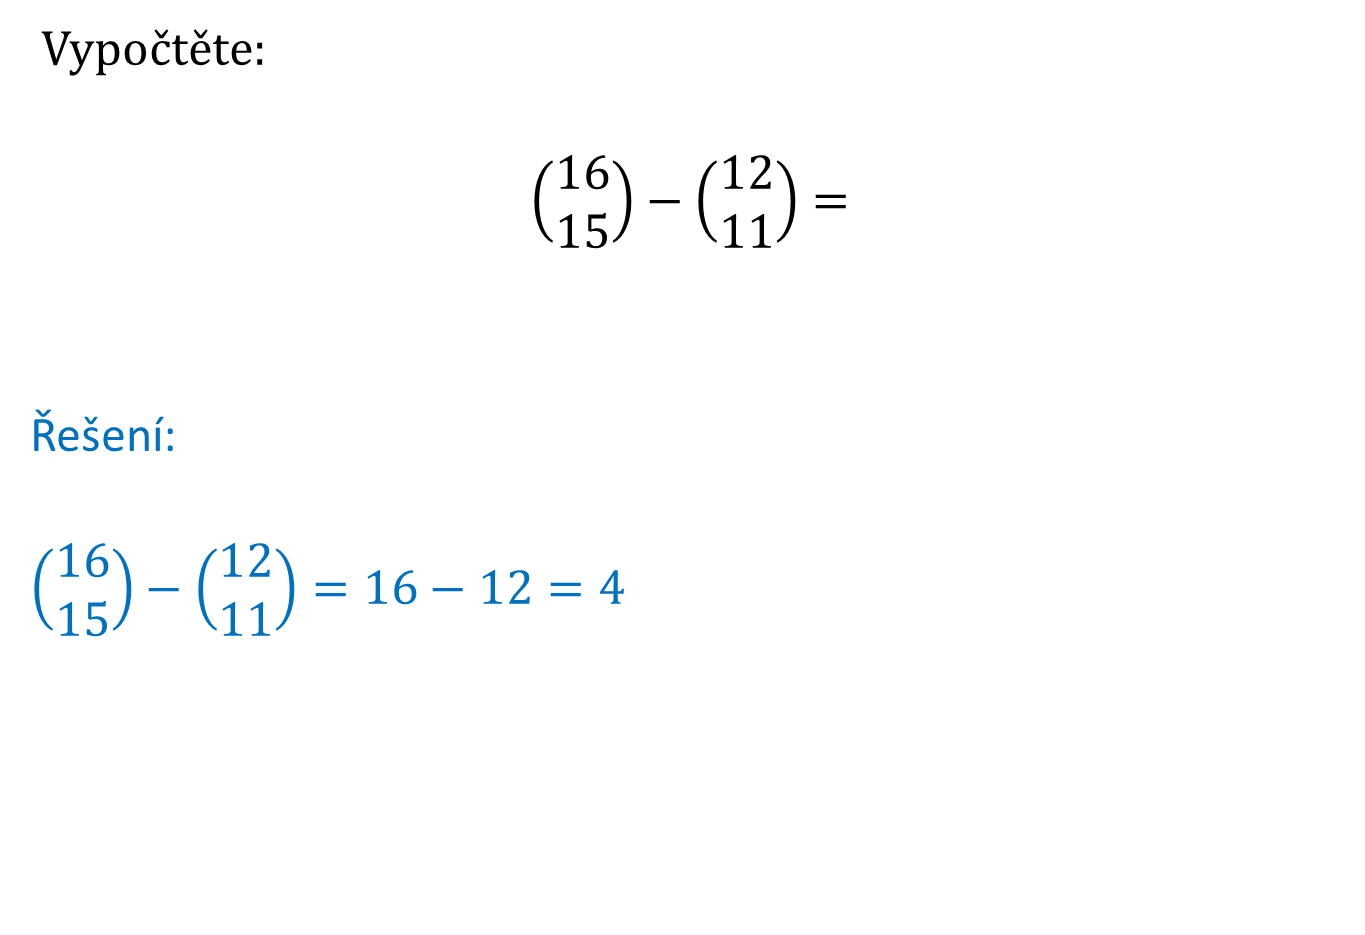 Vypočtěte:
(16 15) − (12 11) =
Řešení:
(16 15) − (12 11) = 16 − 12 = 4